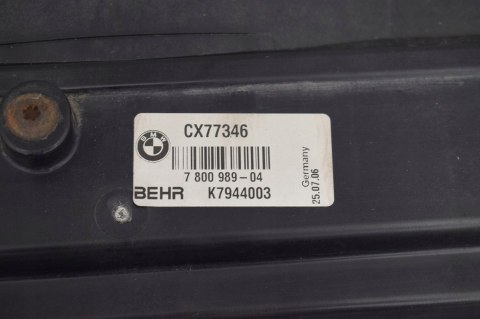 BMW
CX77346
7 800 989-04
BEHR K7944003
Germany
25.07.06